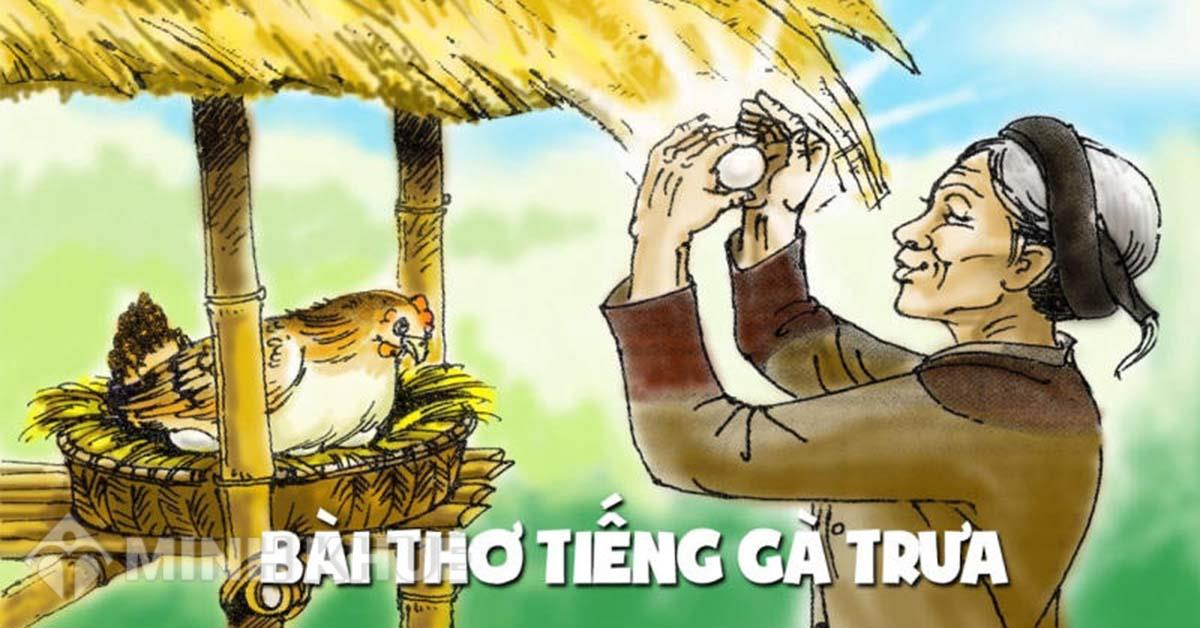 BÀI THƠ TIẾNG GÀ TRƯA